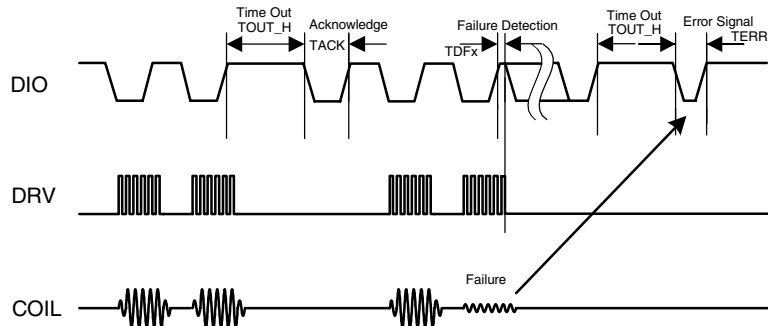 Time Out
TOUT_H
Acknowledge
TACK
Failure Detection
TDFx
Time Out
TOUT_H
Error Signal
TERR
DIO
DRV
Failure
COIL